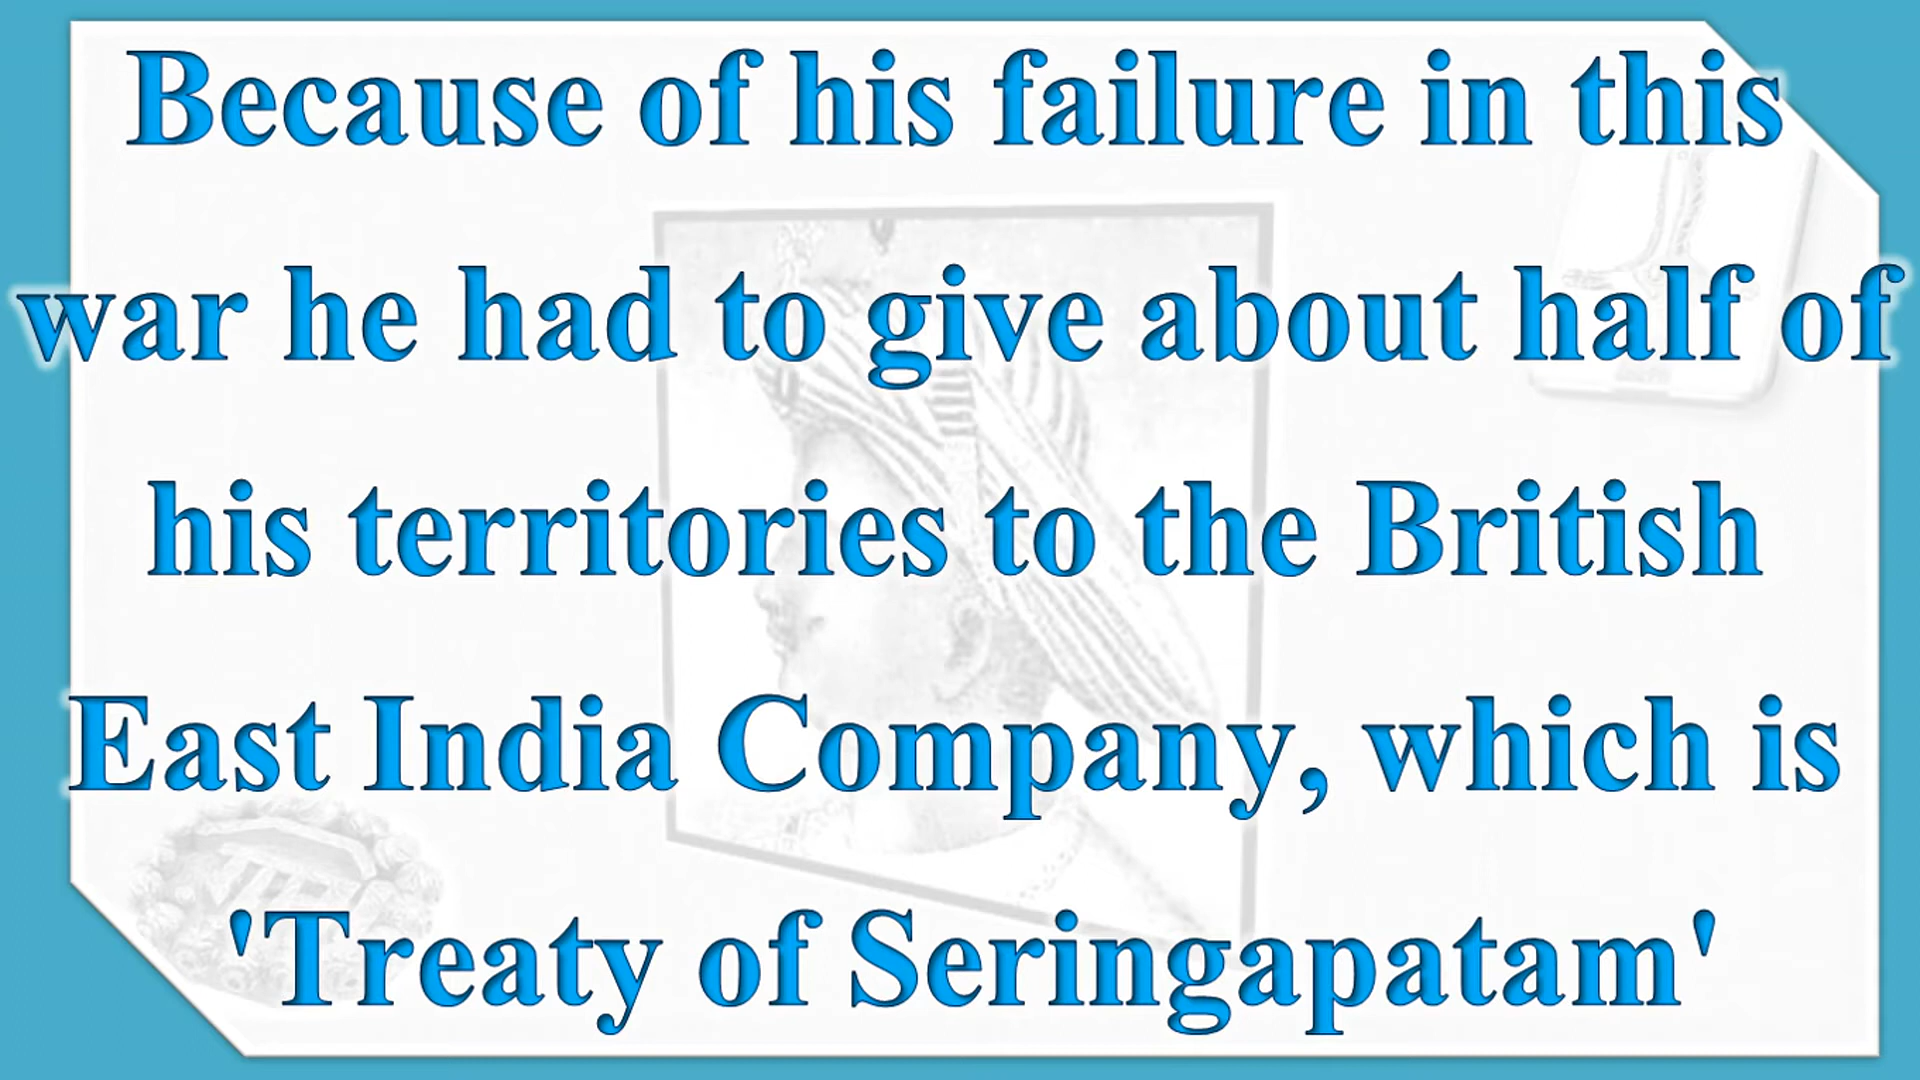 Because of his failure in this
war he had to give about half of
his territories to the British
East India Company, which is
'Treaty of Seringapatam'